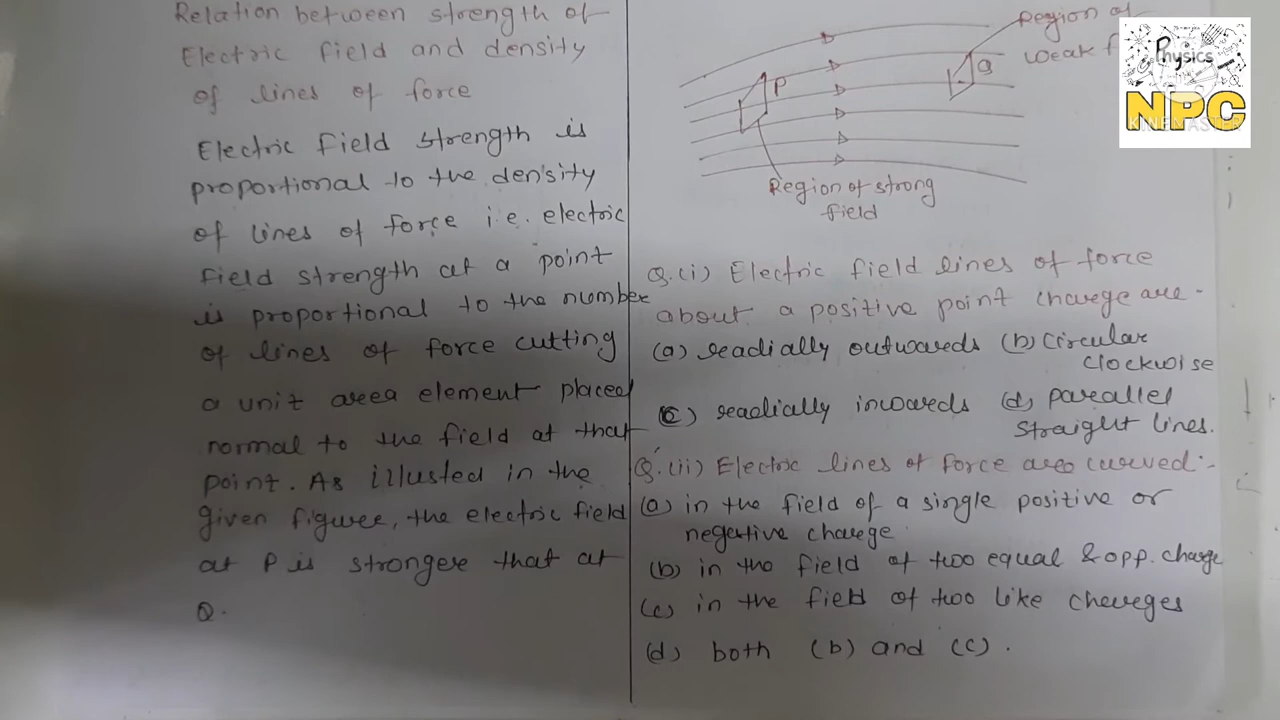 Relation between strength of
Electric field and density
of lines of force
Electric field strength is
proportional to the density
of lines of force i.e. electric
field strength at a point
is proportional to the number
of lines of force cutting
a unit area element placed
normal to the field at that
point. As illusted in the
given figure, the electric field
at P is stronger that at
Q.
Region of
weak f
P
Q
Region of strong
field
Q.(i) Electric field lines of force
about a positive point charge are -
(a) readially outwards (b) Circular
clockwise
(c) readially inwards (d) parallel
straight lines.
Q.(ii) Electric lines of force are curved:-
(a) in the field of a single positive or
negative charge
(b) in the field of two equal & opp. charge
(c) in the field of two like charges
(d) both (b) and (c).
Physics
NPC
KINEMASTER